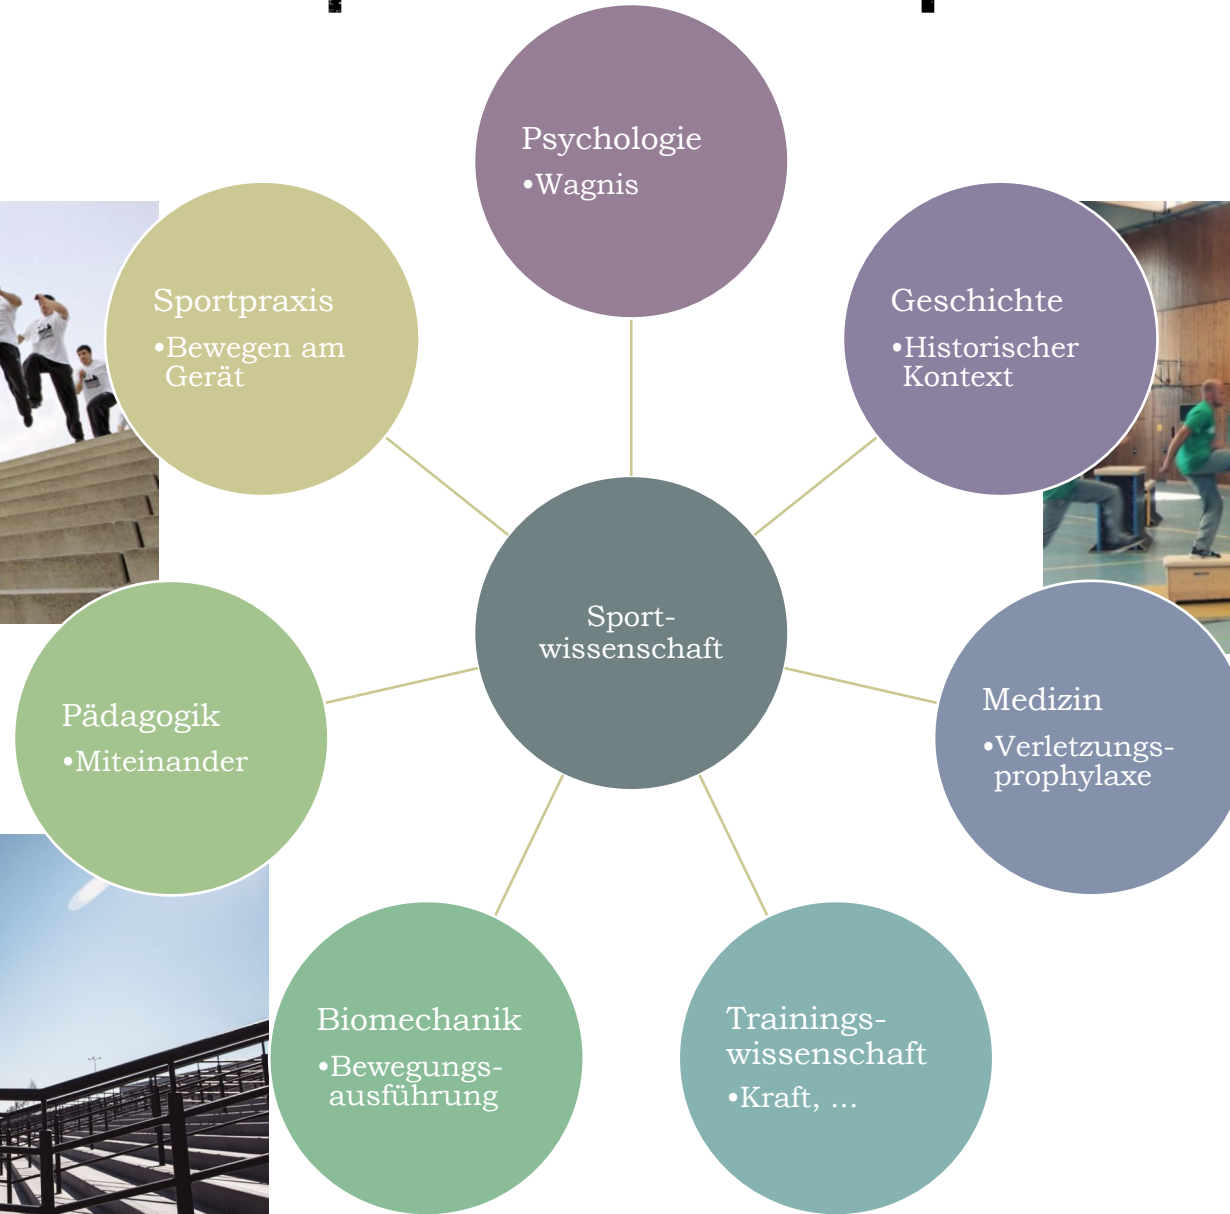 Psychologie
•Wagnis
Sportpraxis
•Bewegen am
Gerät
Geschichte
•Historischer
Kontext
Sport-
wissenschaft
Pädagogik
•Miteinander
Medizin
•Verletzungs-
prophylaxe
Biomechanik
•Bewegungs-
ausführung
Trainings-
wissenschaft
•Kraft, ...